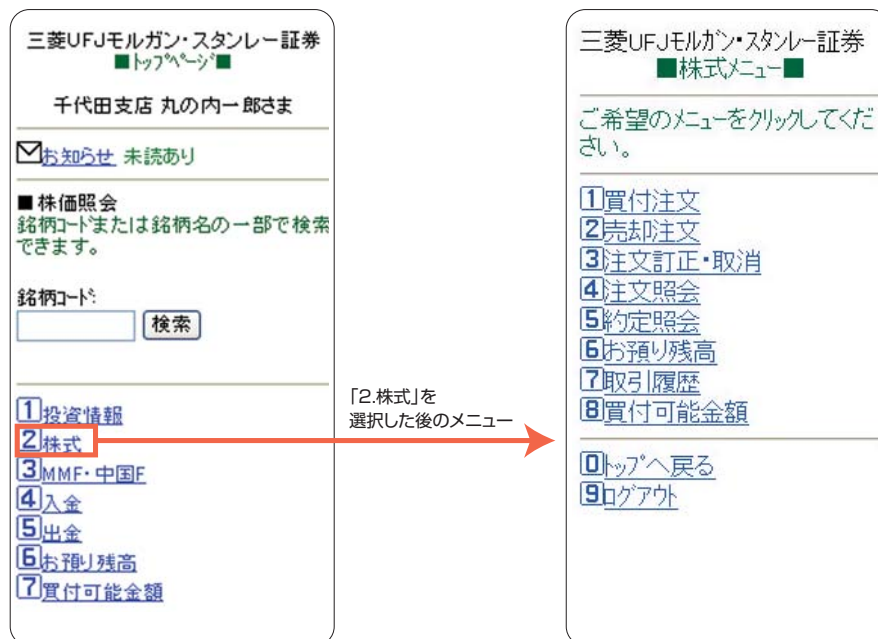 三菱UFJモルガン・スタンレー証券
■ﾄｯﾌﾟﾍﾟｰｼﾞ■
千代田支店 丸の内一郎さま
お知らせ 未読あり
■株価照会
銘柄ｺｰﾄﾞまたは銘柄名の一部で検索
できます。
銘柄ｺｰﾄﾞ:
検索
1投資情報
2株式
3MMF・中国F
4入金
5出金
6お預り残高
7買付可能金額
「2.株式」を
選択した後のメニュー
三菱UFJﾓﾙｶﾞﾝ・ｽﾀﾝﾚｰ証券
■株式ﾒﾆｭｰ■
ご希望のﾒﾆｭｰをｸﾘｯｸしてくだ
さい。
1買付注文
2売却注文
3注文訂正・取消
4注文照会
5約定照会
6お預り残高
7取引履歴
8買付可能金額
0ﾄｯﾌﾟへ戻る
9ﾛｸﾞｱｳﾄ